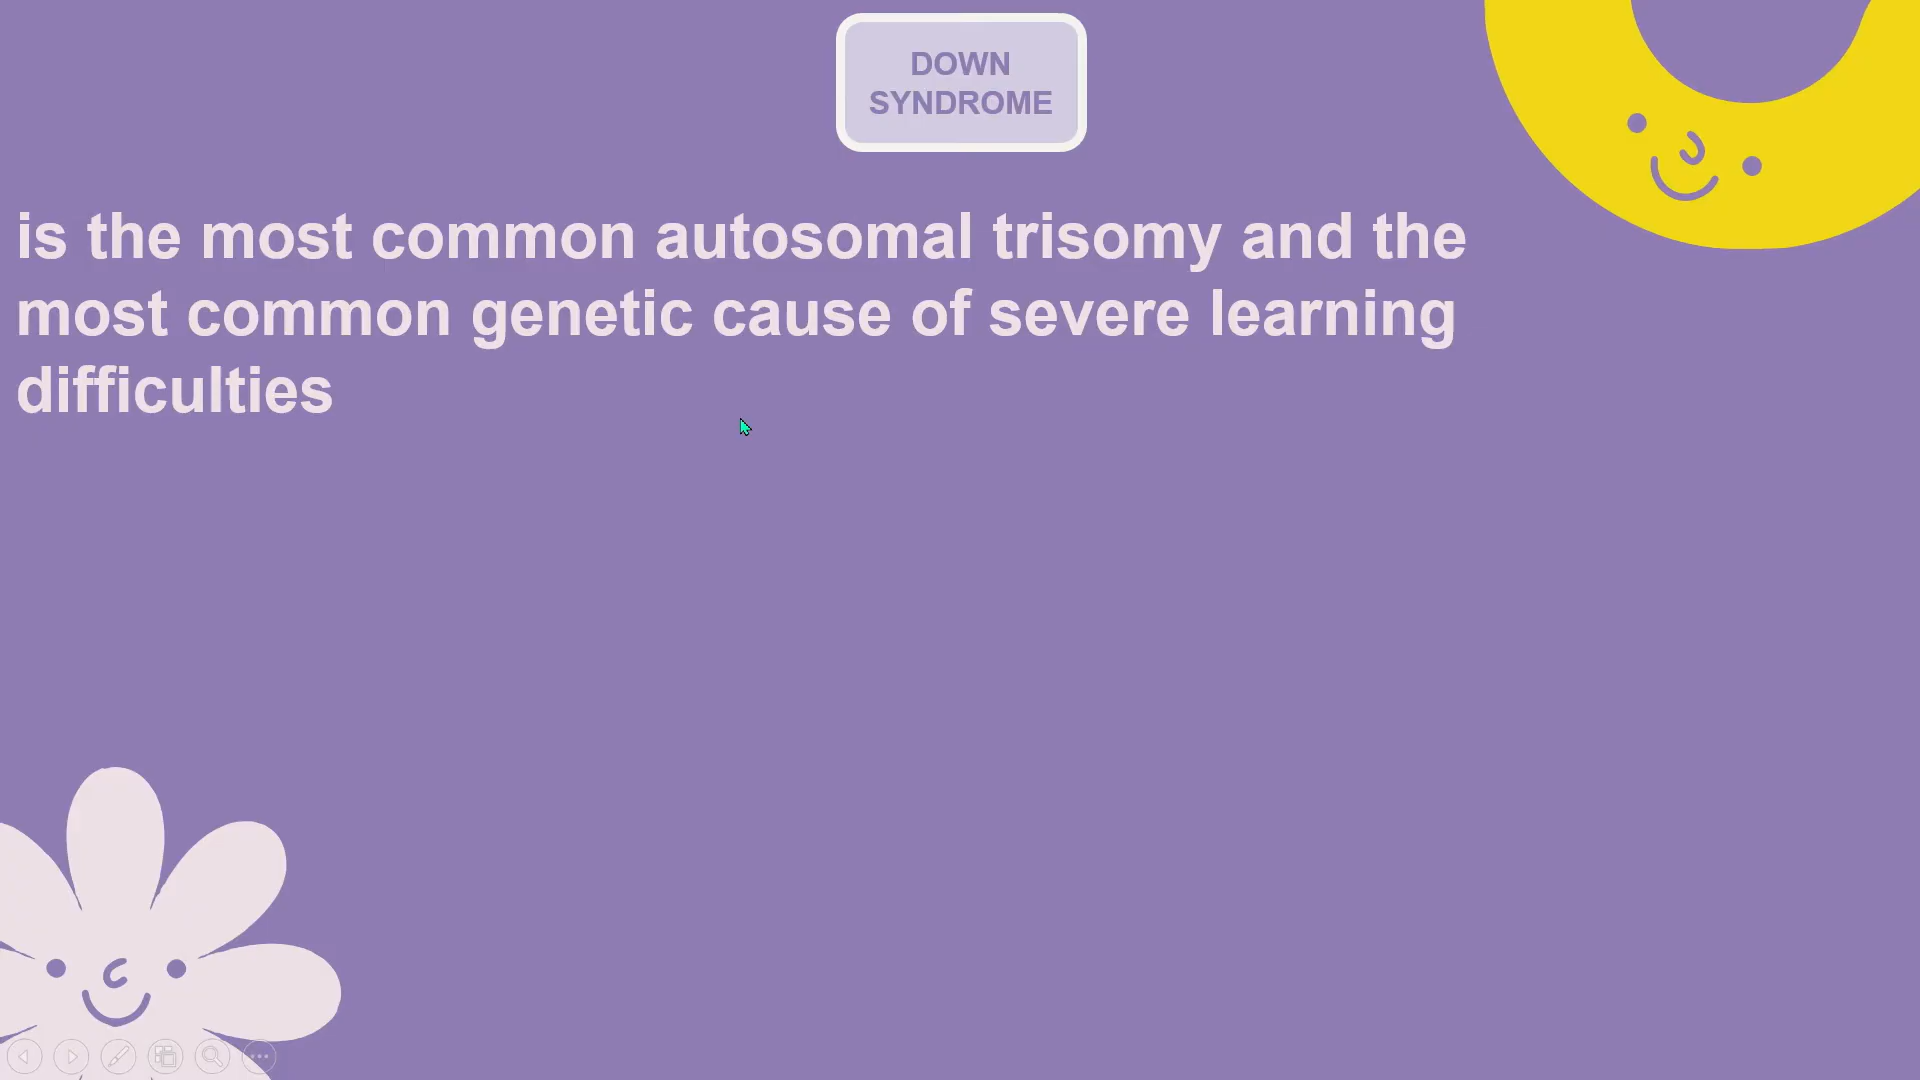 DOWN
SYNDROME
is the most common autosomal trisomy and the
most common genetic cause of severe learning
difficulties